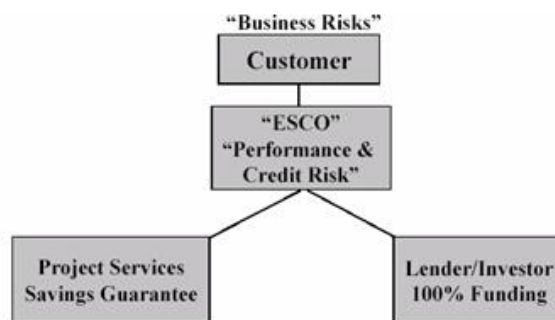 “Business Risks”
Customer
“ESCO”
“Performance &
Credit Risk”
Project Services
Savings Guarantee
Lender/Investor
100% Funding